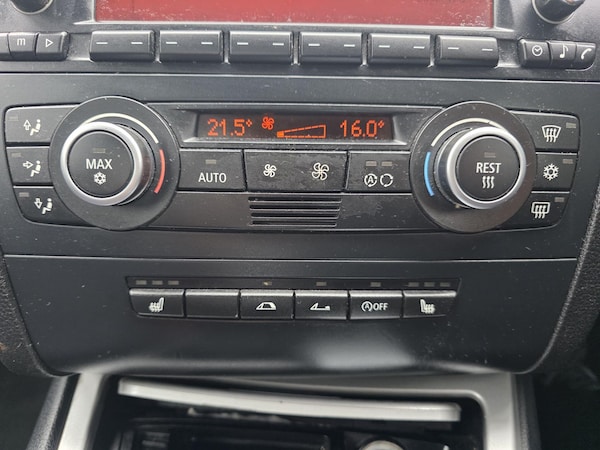 m
21.5° 16.0°
MAX
AUTO
A
REST
A OFF